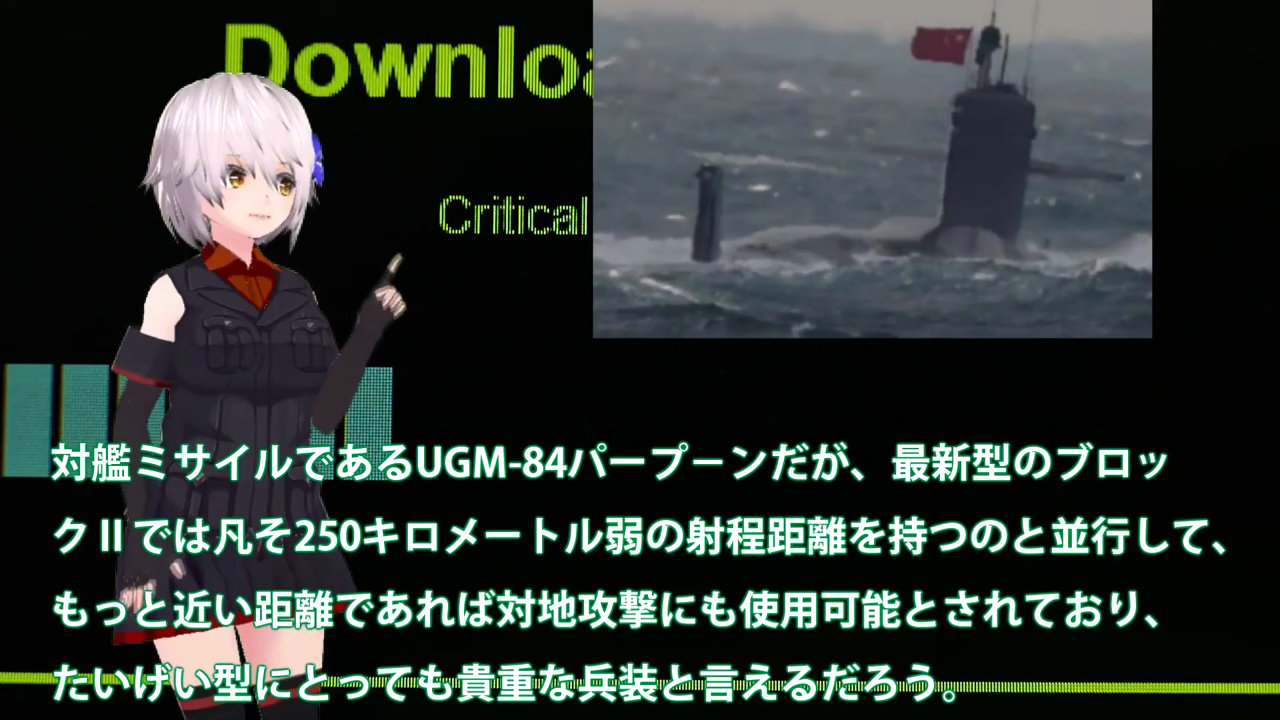 Downlo
Critical
対艦ミサイルであるUGM-84パープーンだが、最新型のブロッ
クⅡでは凡そ250キロメートル弱の射程距離を持つのと並行して、
もっと近い距離であれば対地攻撃にも使用可能とされており、
たいげい型にとっても貴重な兵装と言えるだろう。